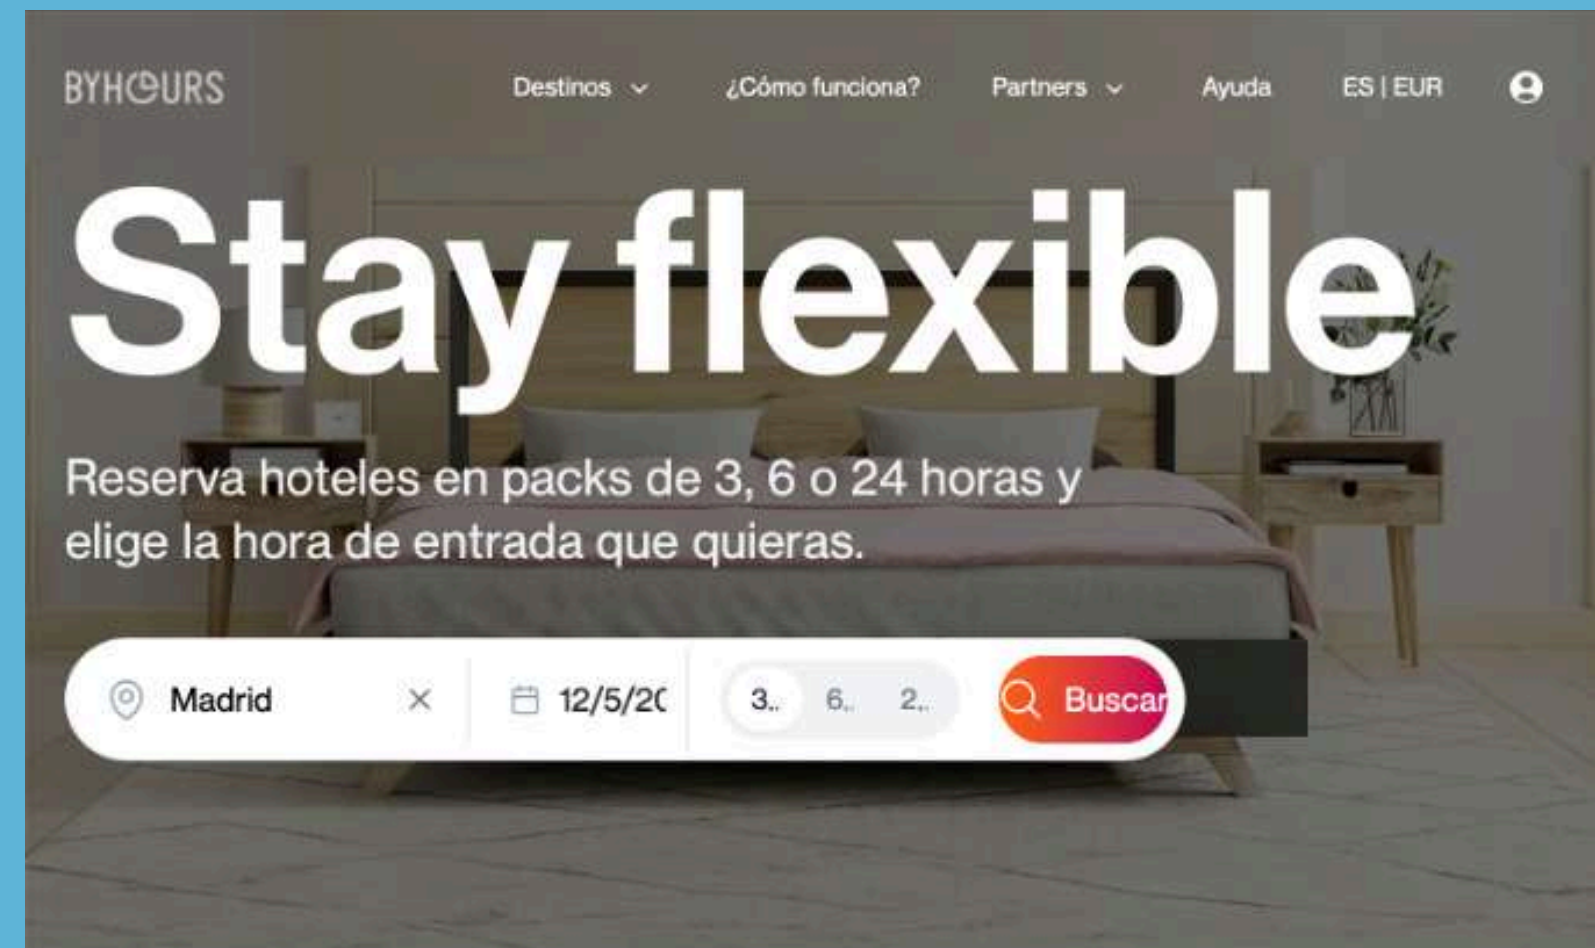 BYHOURS
Destinos
¿Cómo funciona?
Partners
Ayuda
ES | EUR
Stay flexible
Reserva hoteles en packs de 3, 6 o 24 horas y
elige la hora de entrada que quieras.
Madrid
12/5/20
3..
6..
2..
Buscar